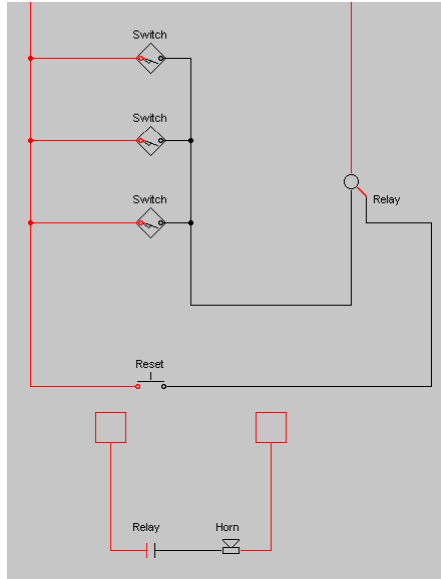 Switch
Switch
Switch
Relay
Reset
Relay
Horn